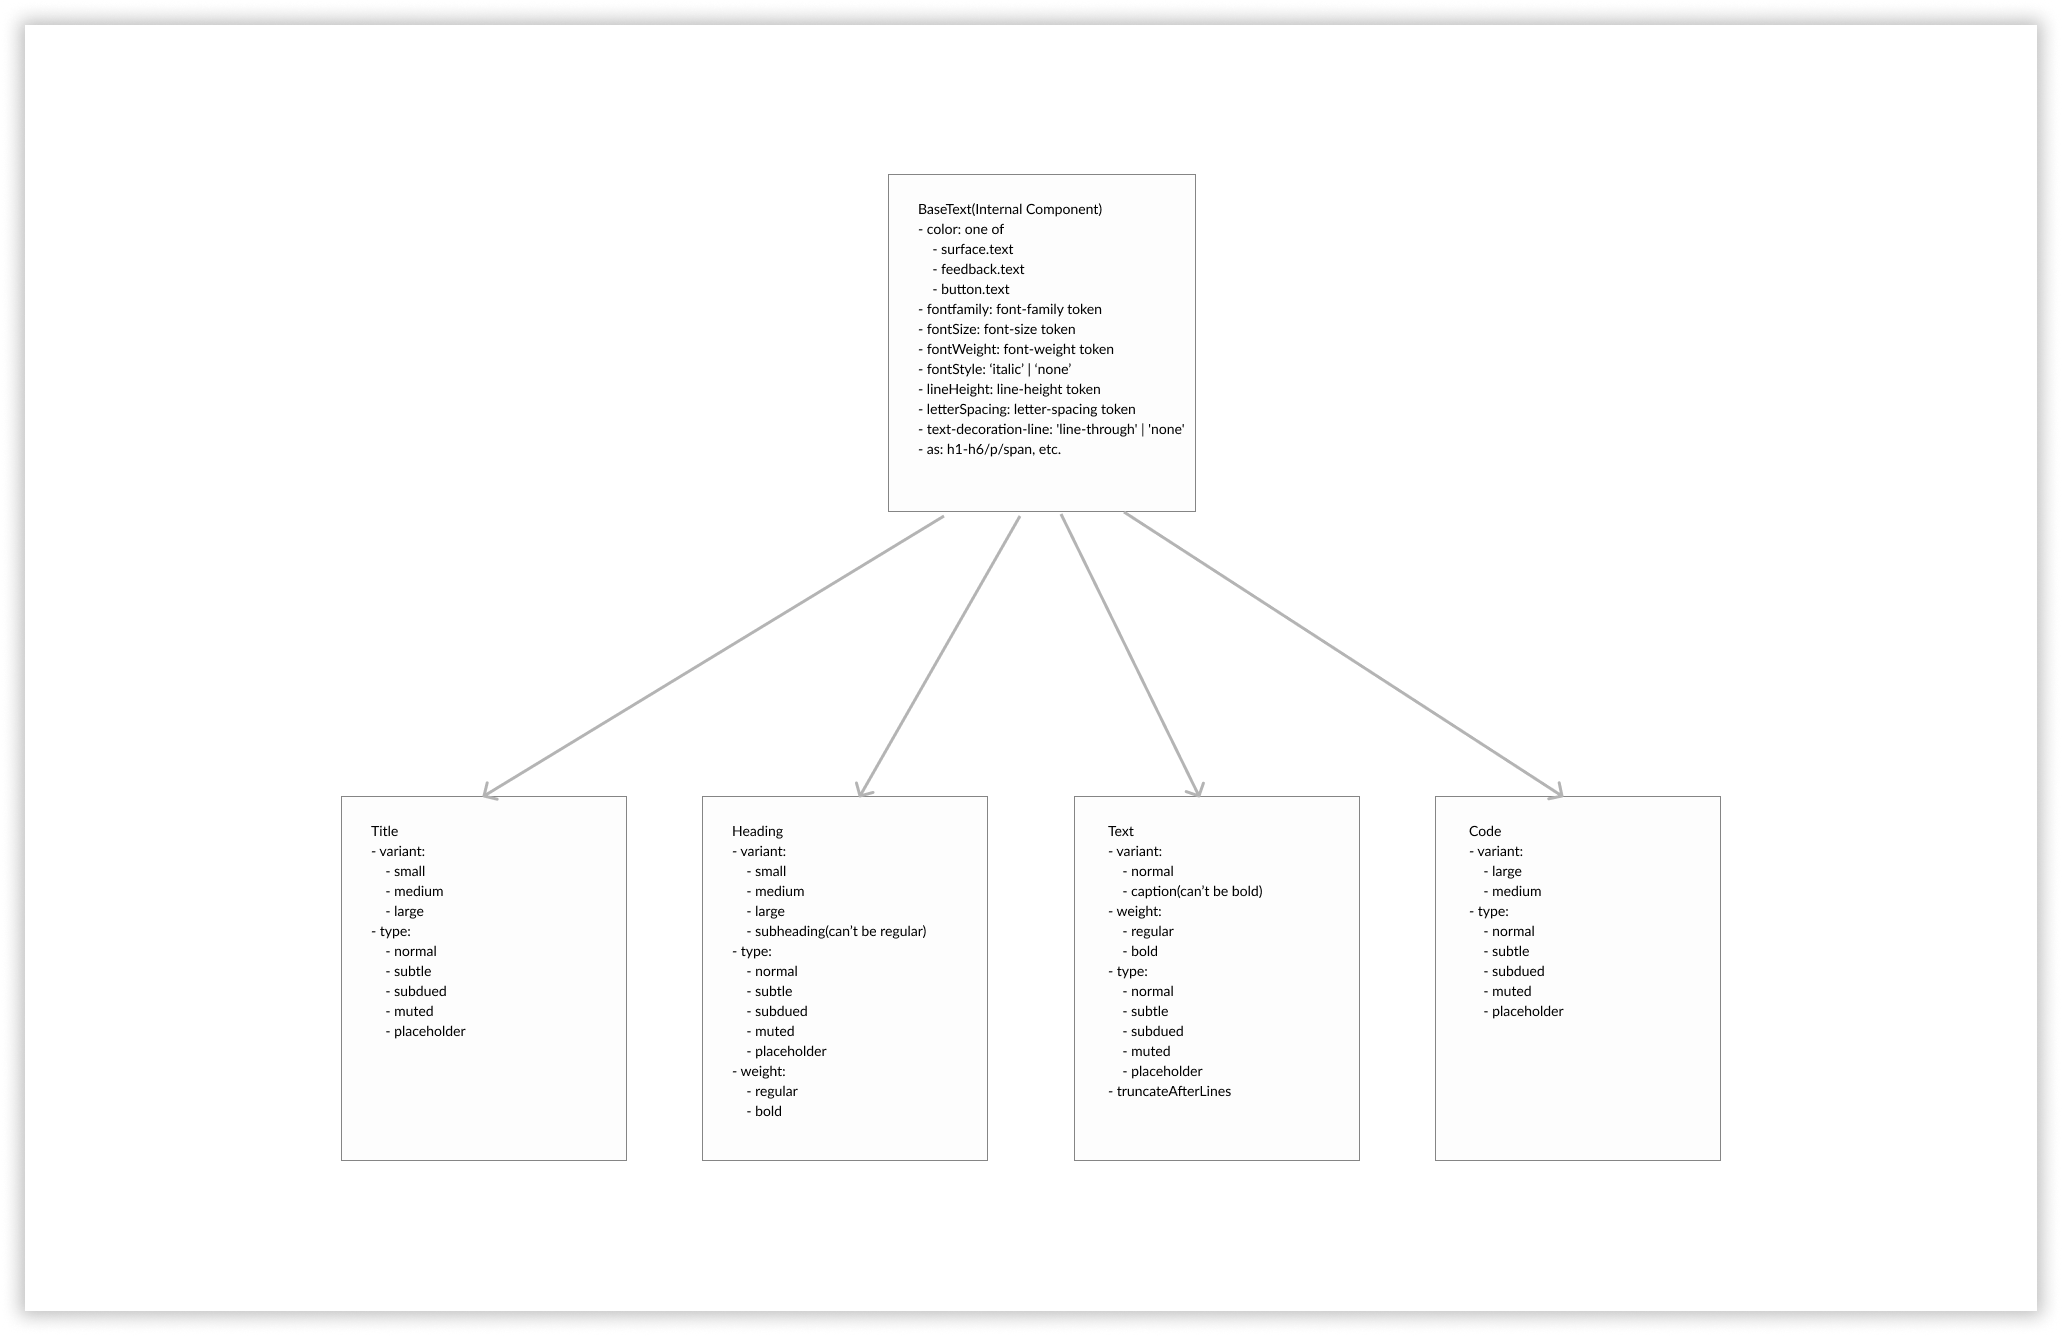 BaseText(Internal Component)
- color: one of
- surface.text
- feedback.text
- button.text
- fontfamily: font-family token
- fontSize: font-size token
- fontWeight: font-weight token
- fontStyle: ‘italic’ | ‘none’
- lineHeight: line-height token
- letterSpacing: letter-spacing token
- text-decoration-line: 'line-through' | 'none'
- as: h1-h6/p/span, etc.
Title
- variant:
- small
- medium
- large
- type:
- normal
- subtle
- subdued
- muted
- placeholder
Heading
- variant:
- small
- medium
- large
- subheading(can’t be regular)
- type:
- normal
- subtle
- subdued
- muted
- placeholder
- weight:
- regular
- bold
Text
- variant:
- normal
- caption(can’t be bold)
- weight:
- regular
- bold
- type:
- normal
- subtle
- subdued
- muted
- placeholder
- truncateAfterLines
Code
- variant:
- large
- medium
- type:
- normal
- subtle
- subdued
- muted
- placeholder